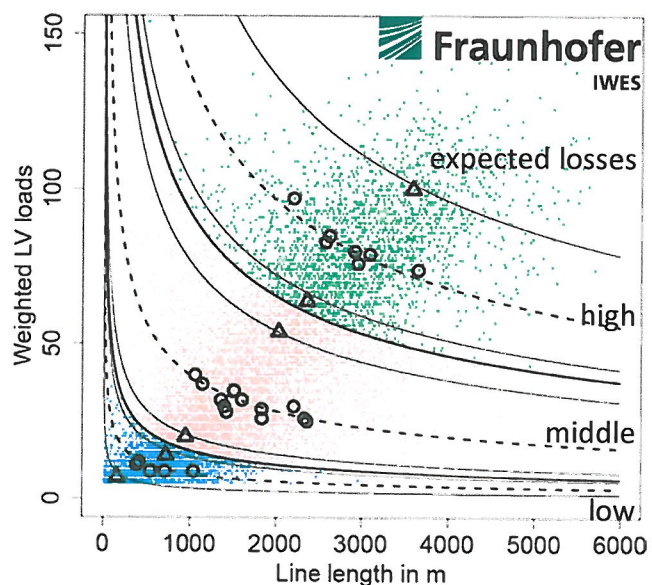 150
Fraunhofer
IWES
expected losses
100
Weighted LV loads
high
50
middle
low
0
0 1000 2000 3000 4000 5000 6000
Line length in m